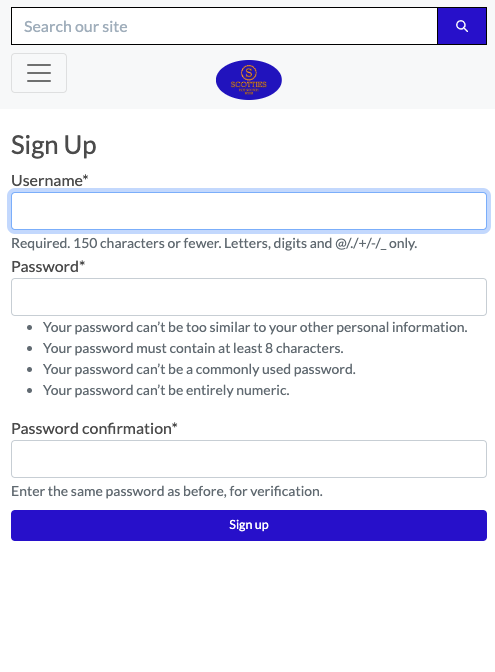 Search our site
S
SCOTTIES
Sign Up
Username*
Required. 150 characters or fewer. Letters, digits and @/./+/-/_ only.
Password*
Your password can't be too similar to your other personal information.
Your password must contain at least 8 characters.
Your password can't be a commonly used password.
Your password can't be entirely numeric.
Password confirmation*
Enter the same password as before, for verification.
Sign up